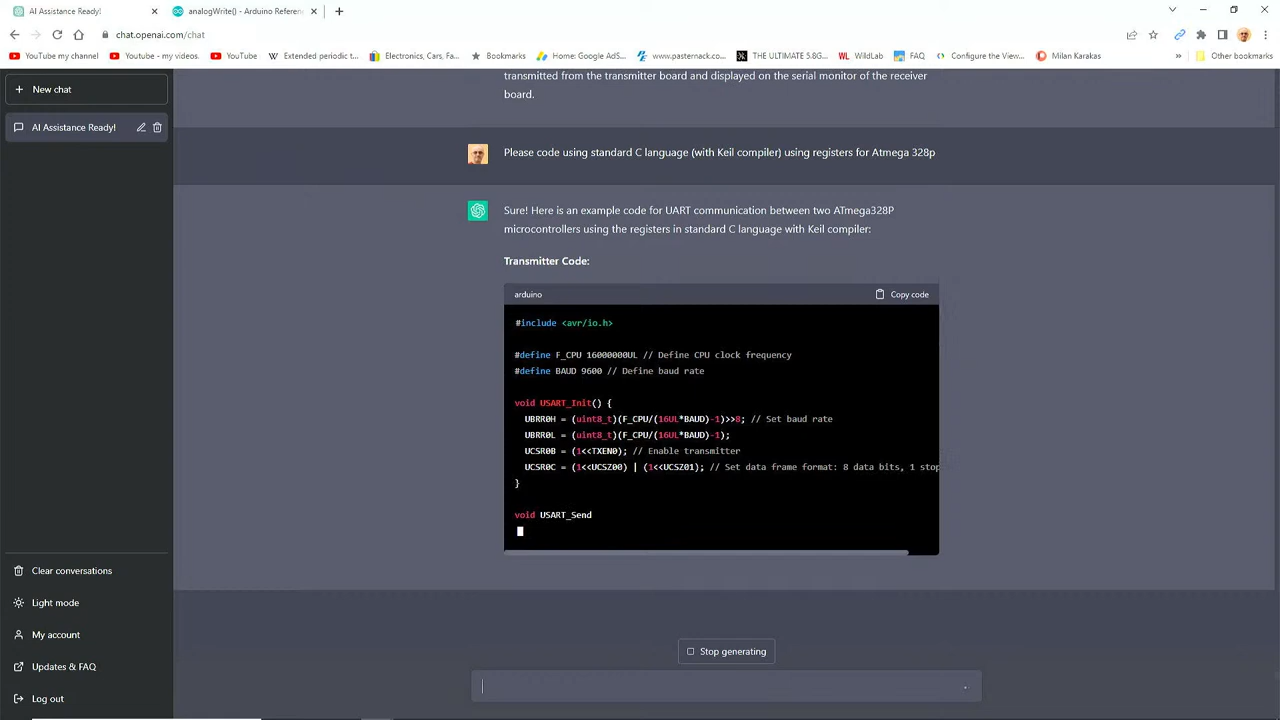 AI Assistance Ready!
analogWrite() - Arduino Referenc
chat.openai.com/chat
YouTube my channel
Youtube - my videos.
YouTube
Extended periodic t...
Electronics, Cars, Fa...
Bookmarks
Home: Google AdS...
www.pasternack.co...
THE ULTIMATE 5.8G...
WL WildLab
FAQ
Configure the View...
Milan Karakas
»
Other bookmarks
+ New chat
AI Assistance Ready!
transmitted from the transmitter board and displayed on the serial monitor of the receiver
board.
Please code using standard C language (with Keil compiler) using registers for Atmega 328p
Sure! Here is an example code for UART communication between two ATmega328P
microcontrollers using the registers in standard C language with Keil compiler:
Transmitter Code:
arduino
Copy code
#include <avr/io.h>
#define F_CPU 16000000UL // Define CPU clock frequency
#define BAUD 9600 // Define baud rate
void USART_Init() {
UBRR0H = (uint8_t)(F_CPU/(16UL*BAUD)-1)>>8; // Set baud rate
UBRR0L = (uint8_t)(F_CPU/(16UL*BAUD)-1);
UCSR0B = (1<<TXEN0); // Enable transmitter
UCSR0C = (1<<UCSZ00) | (1<<UCSZ01); // Set data frame format: 8 data bits, 1 stop
}
void USART_Send
Clear conversations
Light mode
My account
Updates & FAQ
Log out
Stop generating